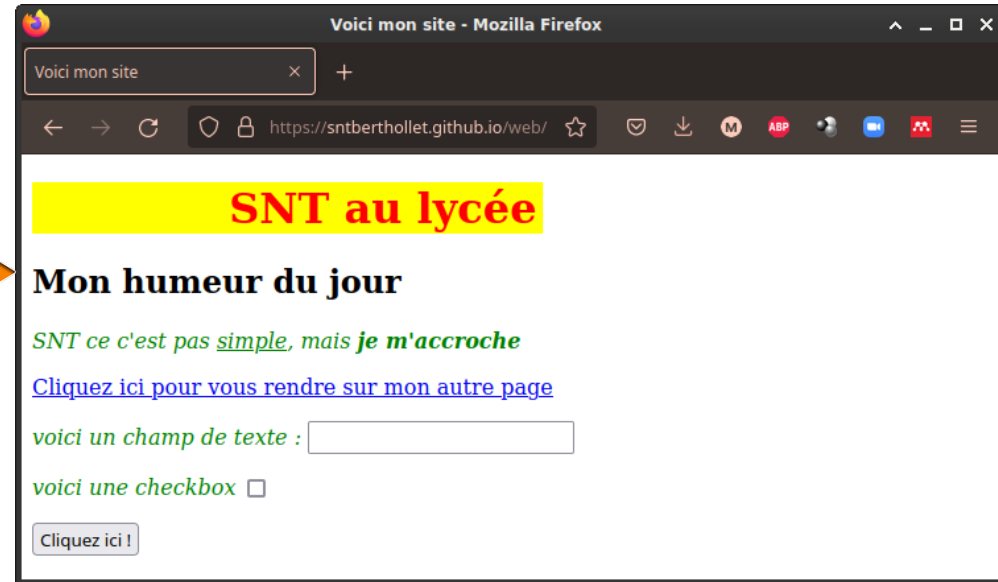 Voici mon site - Mozilla Firefox
Voici mon site
https://sntberthollet.github.io/web/
M
ABP
SNT au lycée
Mon humeur du jour
SNT ce c'est pas simple, mais je m'accroche
Cliquez ici pour vous rendre sur mon autre page
voici un champ de texte :
voici une checkbox
Cliquez ici !